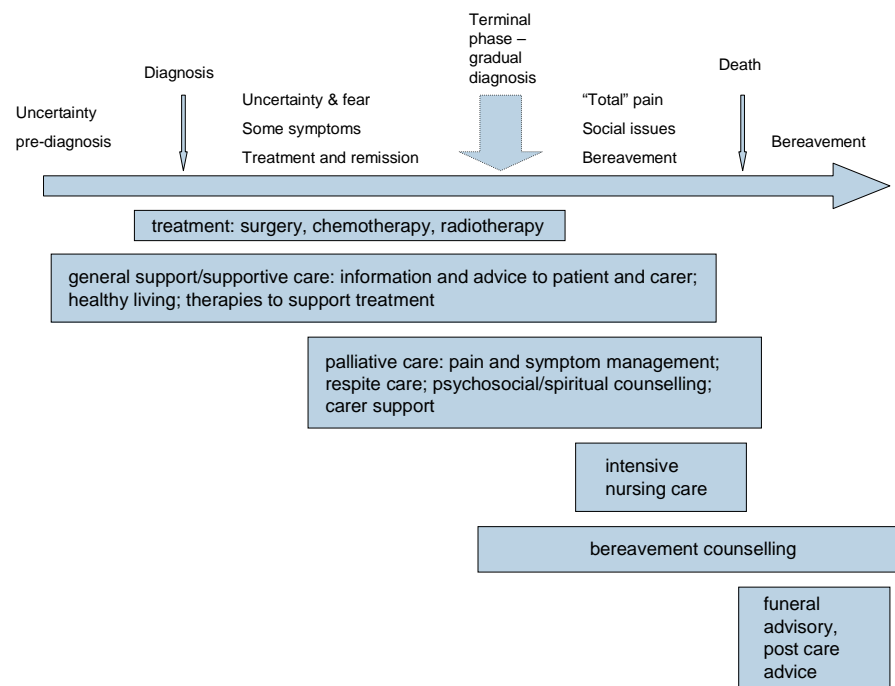 Terminal
phase –
gradual
diagnosis
Diagnosis
Death
Uncertainty
pre-diagnosis
Uncertainty & fear
Some symptoms
Treatment and remission
“Total” pain
Social issues
Bereavement
Bereavement
treatment: surgery, chemotherapy, radiotherapy
general support/supportive care: information and advice to patient and carer;
healthy living; therapies to support treatment
palliative care: pain and symptom management;
respite care; psychosocial/spiritual counselling;
carer support
intensive
nursing care
bereavement counselling
funeral
advisory,
post care
advice